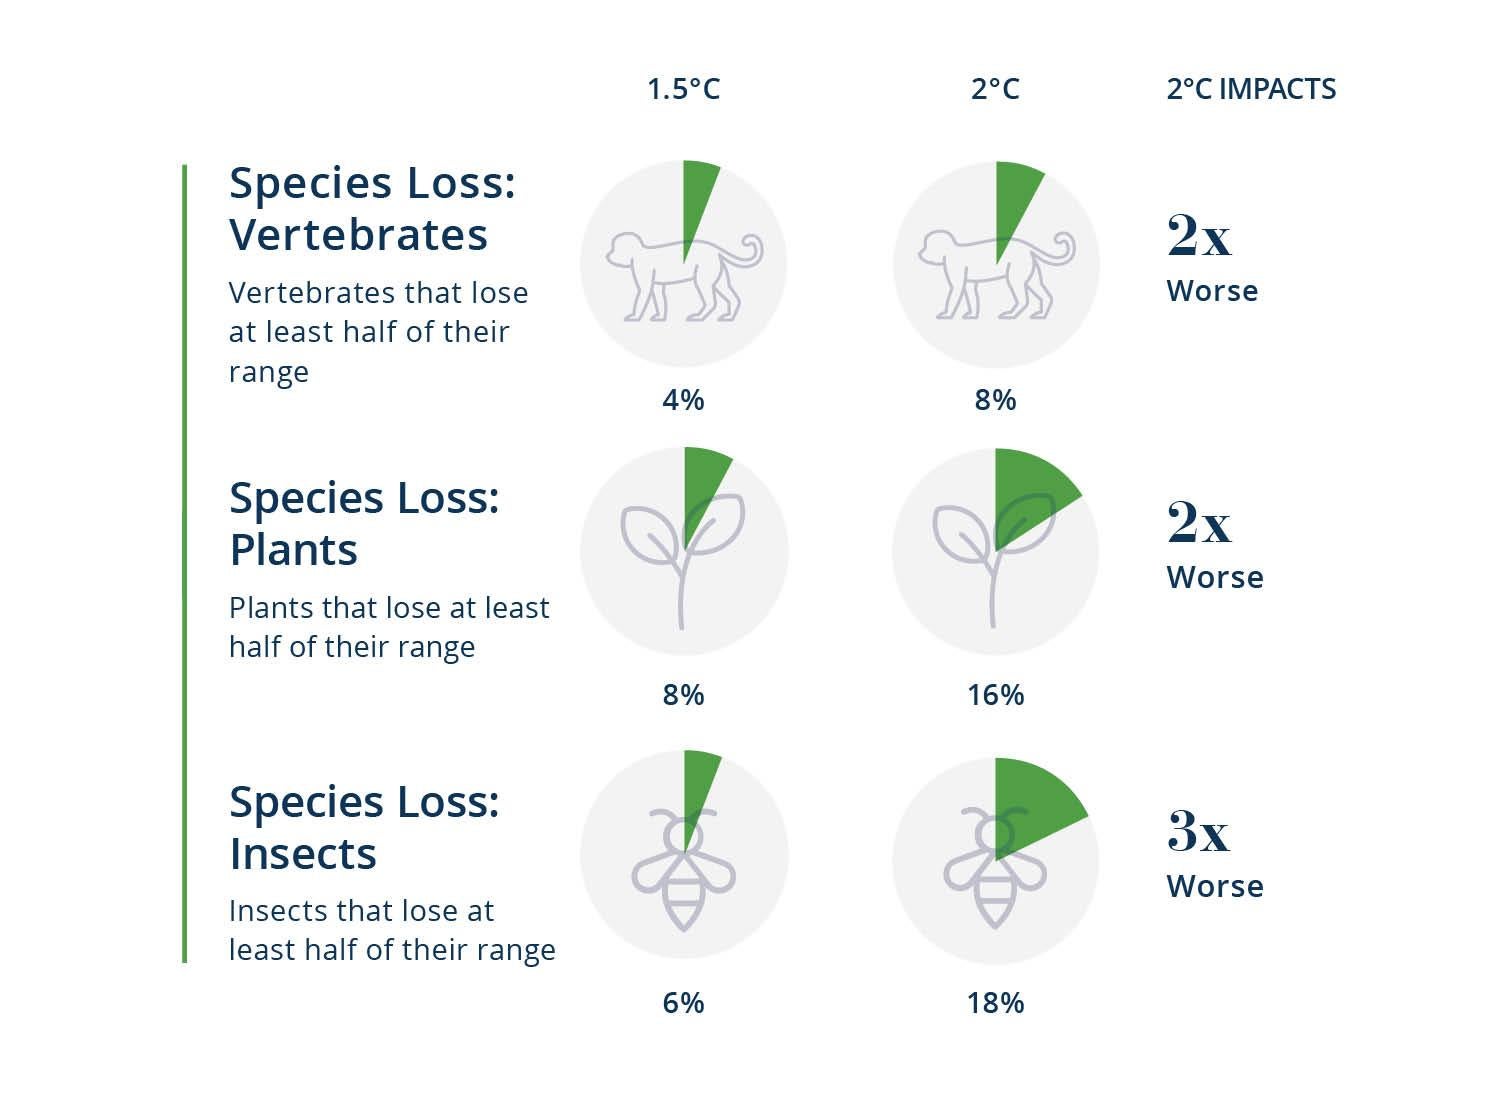 1.5°C
2°C
2°C IMPACTS
Species Loss:
Vertebrates
Vertebrates that lose
at least half of their
range
4%
8%
2x
Worse
Species Loss:
Plants
Plants that lose at least
half of their range
8%
16%
2x
Worse
Species Loss:
Insects
Insects that lose at
least half of their range
6%
18%
3x
Worse